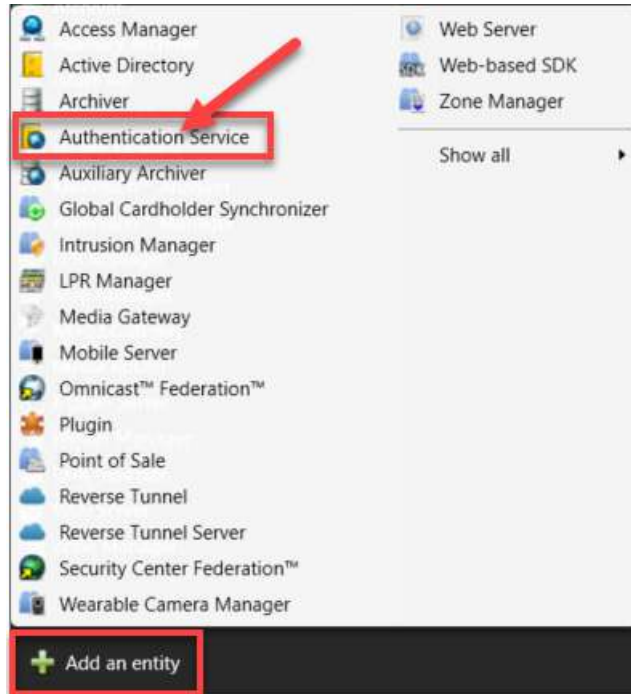 Access Manager
Active Directory
Archiver
Authentication Service
Auxiliary Archiver
Global Cardholder Synchronizer
Intrusion Manager
LPR Manager
Media Gateway
Mobile Server
Omnicast™ Federation™
Plugin
Point of Sale
Reverse Tunnel
Reverse Tunnel Server
Security Center Federation™
Wearable Camera Manager
Web Server
Web-based SDK
Zone Manager
Show all
Add an entity